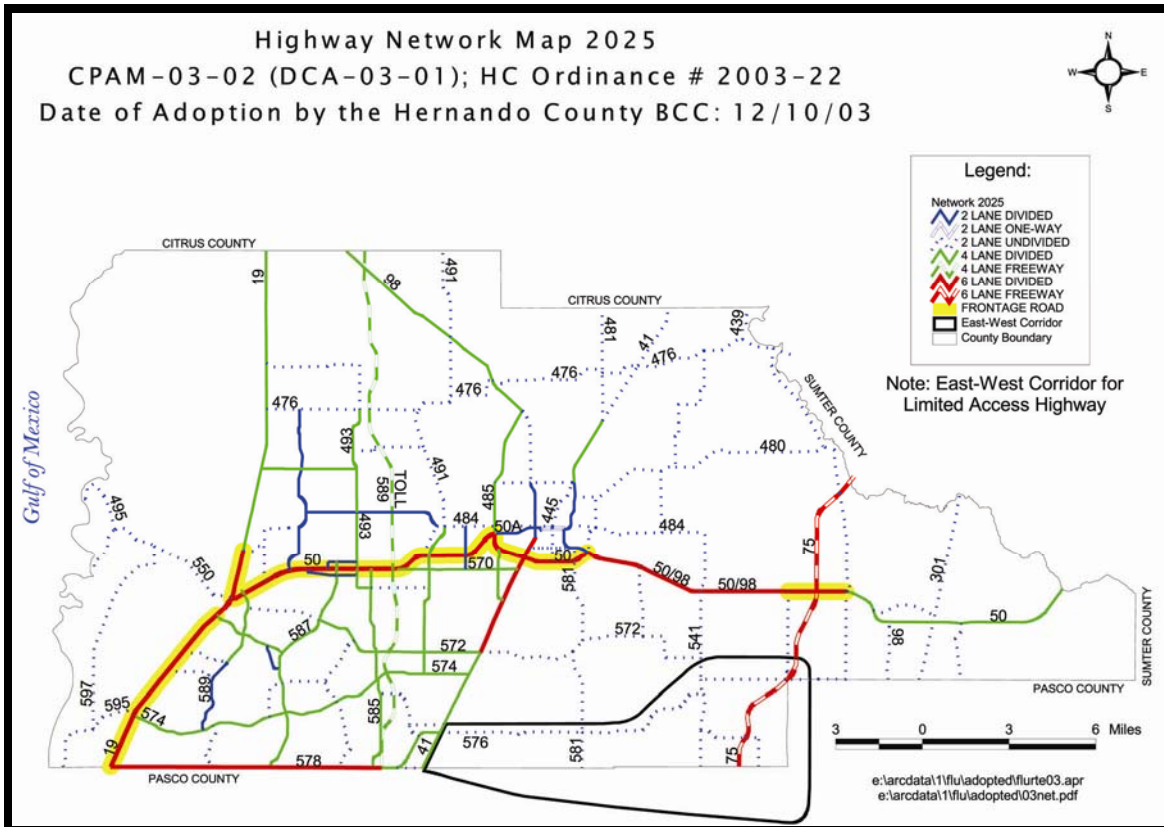 Highway Network Map 2025
CPAM-03-02 (DCA-03-01); HC Ordinance # 2003-22
Date of Adoption by the Hernando County BCC: 12/10/03
N
W
E
S
Legend:
Network 2025
2 LANE DIVIDED
2 LANE ONE-WAY
2 LANE UNDIVIDED
4 LANE DIVIDED
4 LANE FREEWAY
6 LANE DIVIDED
6 LANE FREEWAY
FRONTAGE ROAD
East-West Corridor
County Boundary
Note: East-West Corridor for
Limited Access Highway
CITRUS COUNTY
CITRUS COUNTY
SUMTER COUNTY
SUMTER COUNTY
PASCO COUNTY
PASCO COUNTY
Gulf of Mexico
19
98
491
481
41
439
476
476
476
476
480
493
491
TOLL
589
485
445
495
493
484
50A
484
75
550
50
570
50
581
50/98
50/98
301
50
86
587
572
572
541
574
597
595
574
589
585
19
578
41
576
581
75
3
0
3
6
Miles
e:\arcdata\1\flu\adopted\flurte03.apr
e:\arcdata\1\flu\adopted\03net.pdf